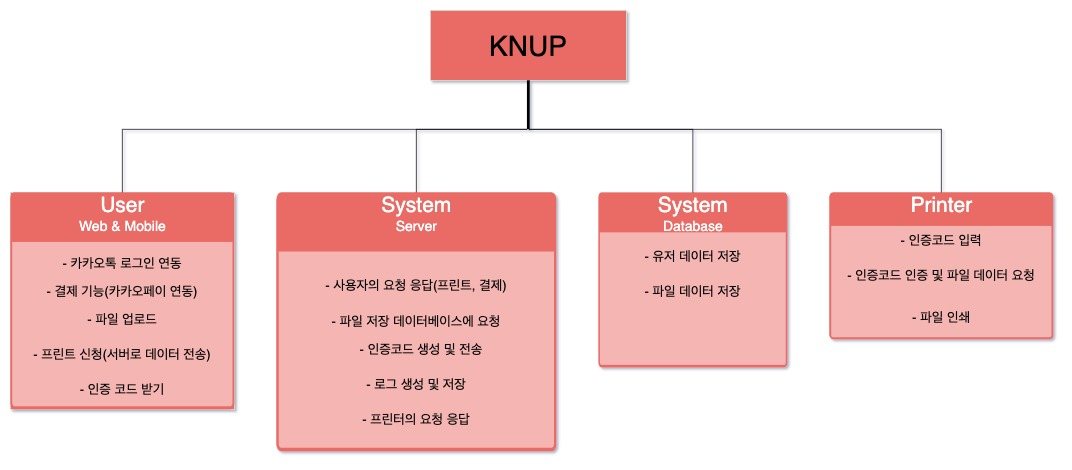 KNUP
User
Web & Mobile
- 카카오톡 로그인 연동
- 결제 기능(카카오페이 연동)
- 파일 업로드
- 프린트 신청(서버로 데이터 전송)
- 인증 코드 받기
System
Server
- 사용자의 요청 응답(프린트, 결제)
- 파일 저장 데이터베이스에 요청
- 인증코드 생성 및 전송
- 로그 생성 및 저장
- 프린터의 요청 응답
System
Database
- 유저 데이터 저장
- 파일 데이터 저장
Printer
- 인증코드 입력
- 인증코드 인증 및 파일 데이터 요청
- 파일 인쇄